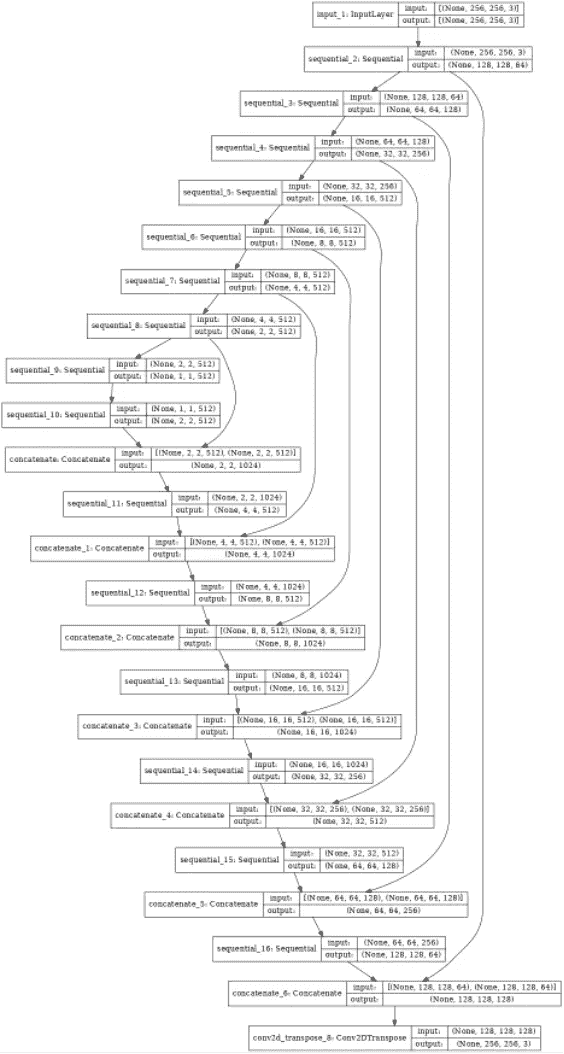 input_1: InputLayer
input: [(None, 256, 256, 3)]
output: [(None, 256, 256, 3)]
sequential_2: Sequential
input: (None, 256, 256, 3)
output: (None, 128, 128, 64)
sequential_3: Sequential
input: (None, 128, 128, 64)
output: (None, 64, 64, 128)
sequential_4: Sequential
input: (None, 64, 64, 128)
output: (None, 32, 32, 256)
sequential_5: Sequential
input: (None, 32, 32, 256)
output: (None, 16, 16, 512)
sequential_6: Sequential
input: (None, 16, 16, 512)
output: (None, 8, 8, 512)
sequential_7: Sequential
input: (None, 8, 8, 512)
output: (None, 4, 4, 512)
sequential_8: Sequential
input: (None, 4, 4, 512)
output: (None, 2, 2, 512)
sequential_9: Sequential
input: (None, 2, 2, 512)
output: (None, 1, 1, 512)
sequential_10: Sequential
input: (None, 1, 1, 512)
output: (None, 2, 2, 512)
concatenate: Concatenate
input: [(None, 2, 2, 512), (None, 2, 2, 512)]
output: (None, 2, 2, 1024)
sequential_11: Sequential
input: (None, 2, 2, 1024)
output: (None, 4, 4, 512)
concatenate_1: Concatenate
input: [(None, 4, 4, 512), (None, 4, 4, 512)]
output: (None, 4, 4, 1024)
sequential_12: Sequential
input: (None, 4, 4, 1024)
output: (None, 8, 8, 512)
concatenate_2: Concatenate
input: [(None, 8, 8, 512), (None, 8, 8, 512)]
output: (None, 8, 8, 1024)
sequential_13: Sequential
input: (None, 8, 8, 1024)
output: (None, 16, 16, 512)
concatenate_3: Concatenate
input: [(None, 16, 16, 512), (None, 16, 16, 512)]
output: (None, 16, 16, 1024)
sequential_14: Sequential
input: (None, 16, 16, 1024)
output: (None, 32, 32, 256)
concatenate_4: Concatenate
input: [(None, 32, 32, 256), (None, 32, 32, 256)]
output: (None, 32, 32, 512)
sequential_15: Sequential
input: (None, 32, 32, 512)
output: (None, 64, 64, 128)
concatenate_5: Concatenate
input: [(None, 64, 64, 128), (None, 64, 64, 128)]
output: (None, 64, 64, 256)
sequential_16: Sequential
input: (None, 64, 64, 256)
output: (None, 128, 128, 64)
concatenate_6: Concatenate
input: [(None, 128, 128, 64), (None, 128, 128, 64)]
output: (None, 128, 128, 128)
conv2d_transpose_8: Conv2DTranspose
input: (None, 128, 128, 128)
output: (None, 256, 256, 3)